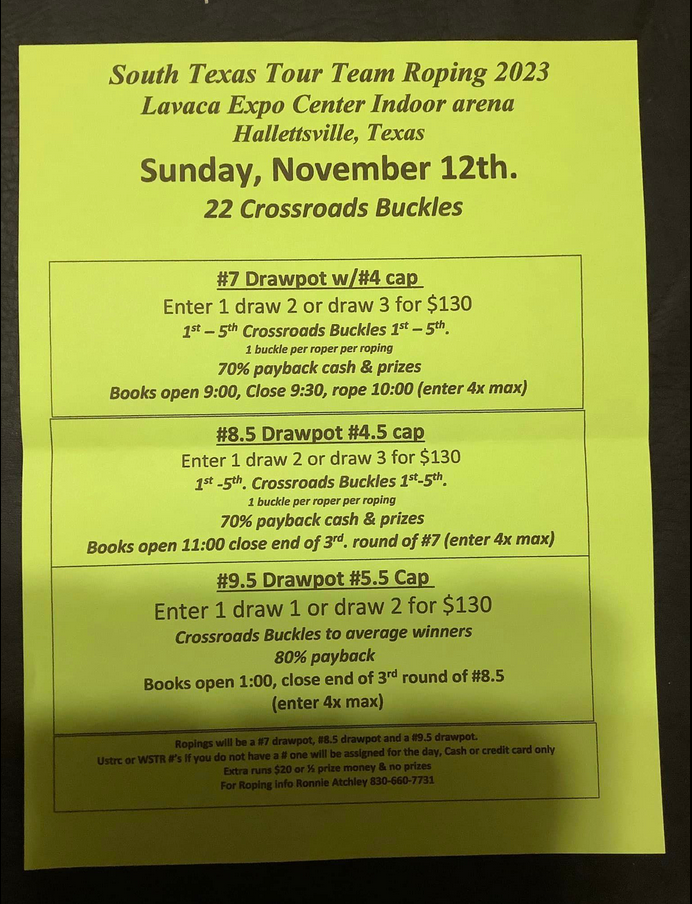 South Texas Tour Team Roping 2023
Lavaca Expo Center Indoor arena
Hallettsville, Texas
Sunday, November 12th.
22 Crossroads Buckles
#7 Drawpot w/#4 cap
Enter 1 draw 2 or draw 3 for $130
1st – 5th Crossroads Buckles 1st – 5th.
1 buckle per roper per roping
70% payback cash & prizes
Books open 9:00, Close 9:30, rope 10:00 (enter 4x max)
#8.5 Drawpot #4.5 cap
Enter 1 draw 2 or draw 3 for $130
1st -5th. Crossroads Buckles 1st-5th.
1 buckle per roper per roping
70% payback cash & prizes
Books open 11:00 close end of 3rd. round of #7 (enter 4x max)
#9.5 Drawpot #5.5 Cap
Enter 1 draw 1 or draw 2 for $130
Crossroads Buckles to average winners
80% payback
Books open 1:00, close end of 3rd round of #8.5
(enter 4x max)
Ropings will be a #7 drawpot, #8.5 drawpot and a #9.5 drawpot.
Ustrc or WSTR #'s if you do not have a # one will be assigned for the day, Cash or credit card only
Extra runs $20 or ½ prize money & no prizes
For Roping info Ronnie Atchley 830-660-7731